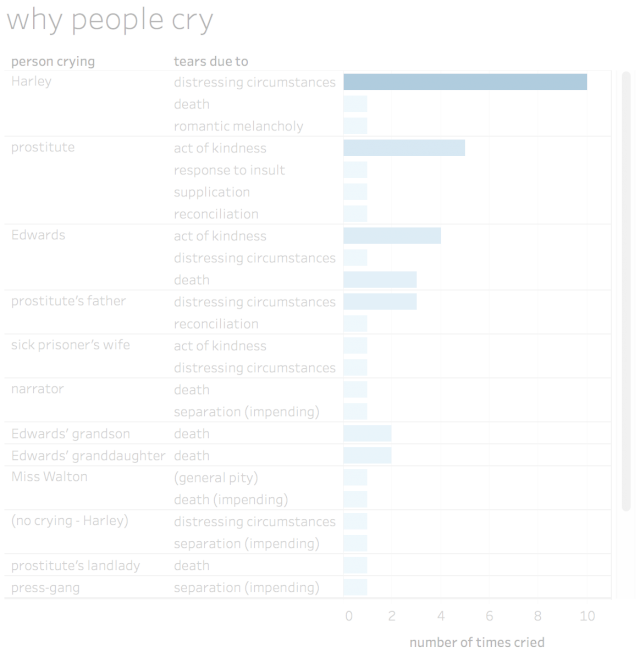 why people cry
person crying tears due to
Harley distressing circumstances
death
romantic melancholy
prostitute act of kindness
response to insult
supplication
reconciliation
Edwards act of kindness
distressing circumstances
death
prostitute's father distressing circumstances
reconciliation
sick prisoner's wife act of kindness
distressing circumstances
narrator death
separation (impending)
Edwards' grandson death
Edwards' granddaughter death
Miss Walton (general pity)
death (impending)
(no crying - Harley) distressing circumstances
separation (impending)
prostitute's landlady death
press-gang separation (impending)
0 2 4 6 8 10
number of times cried